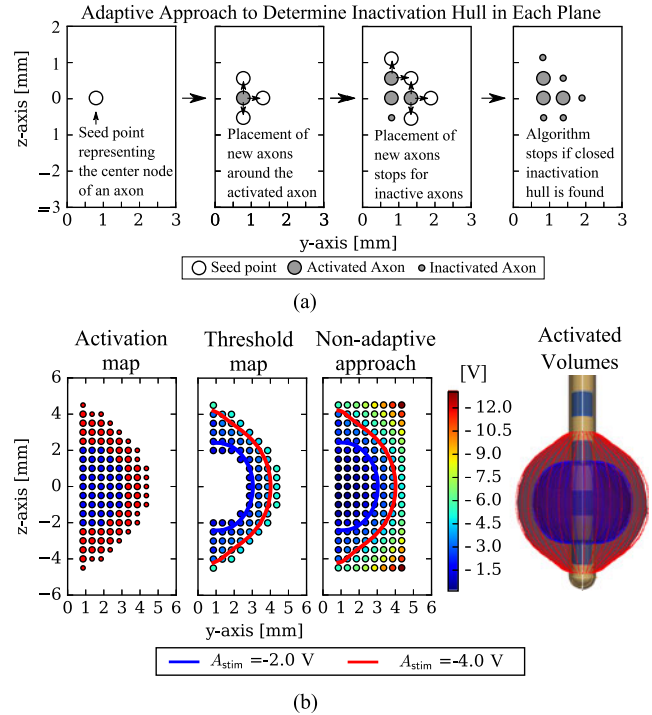 Adaptive Approach to Determine Inactivation Hull in Each Plane
z-axis [mm]
2
1
0
1
2
3
Seed point
representing
the center node
of an axon
Placement of
new axons
around the
activated axon
Placement of
new axons
stops for
inactive axons
Algorithm
stops if closed
inactivation
hull is found
0 1 2 3
0 1 2 3
0 1 2 3
0 1 2 3
y-axis [mm]
Seed point Activated Axon Inactivated Axon
(a)
Activation
map
Threshold
map
Non-adaptive
approach
Activated
Volumes
[V]
z-axis [mm]
6
4
2
0
−2
−4
−6
0 1 2 3 4 5 6
0 1 2 3 4 5 6
0 1 2 3 4 5 6
y-axis [mm]
- 12.0
- 9.0
- 7.5
- 6.0
- 4.5
- 3.0
- 1.5
Astim =-2.0 V Astim =-4.0 V
(b)